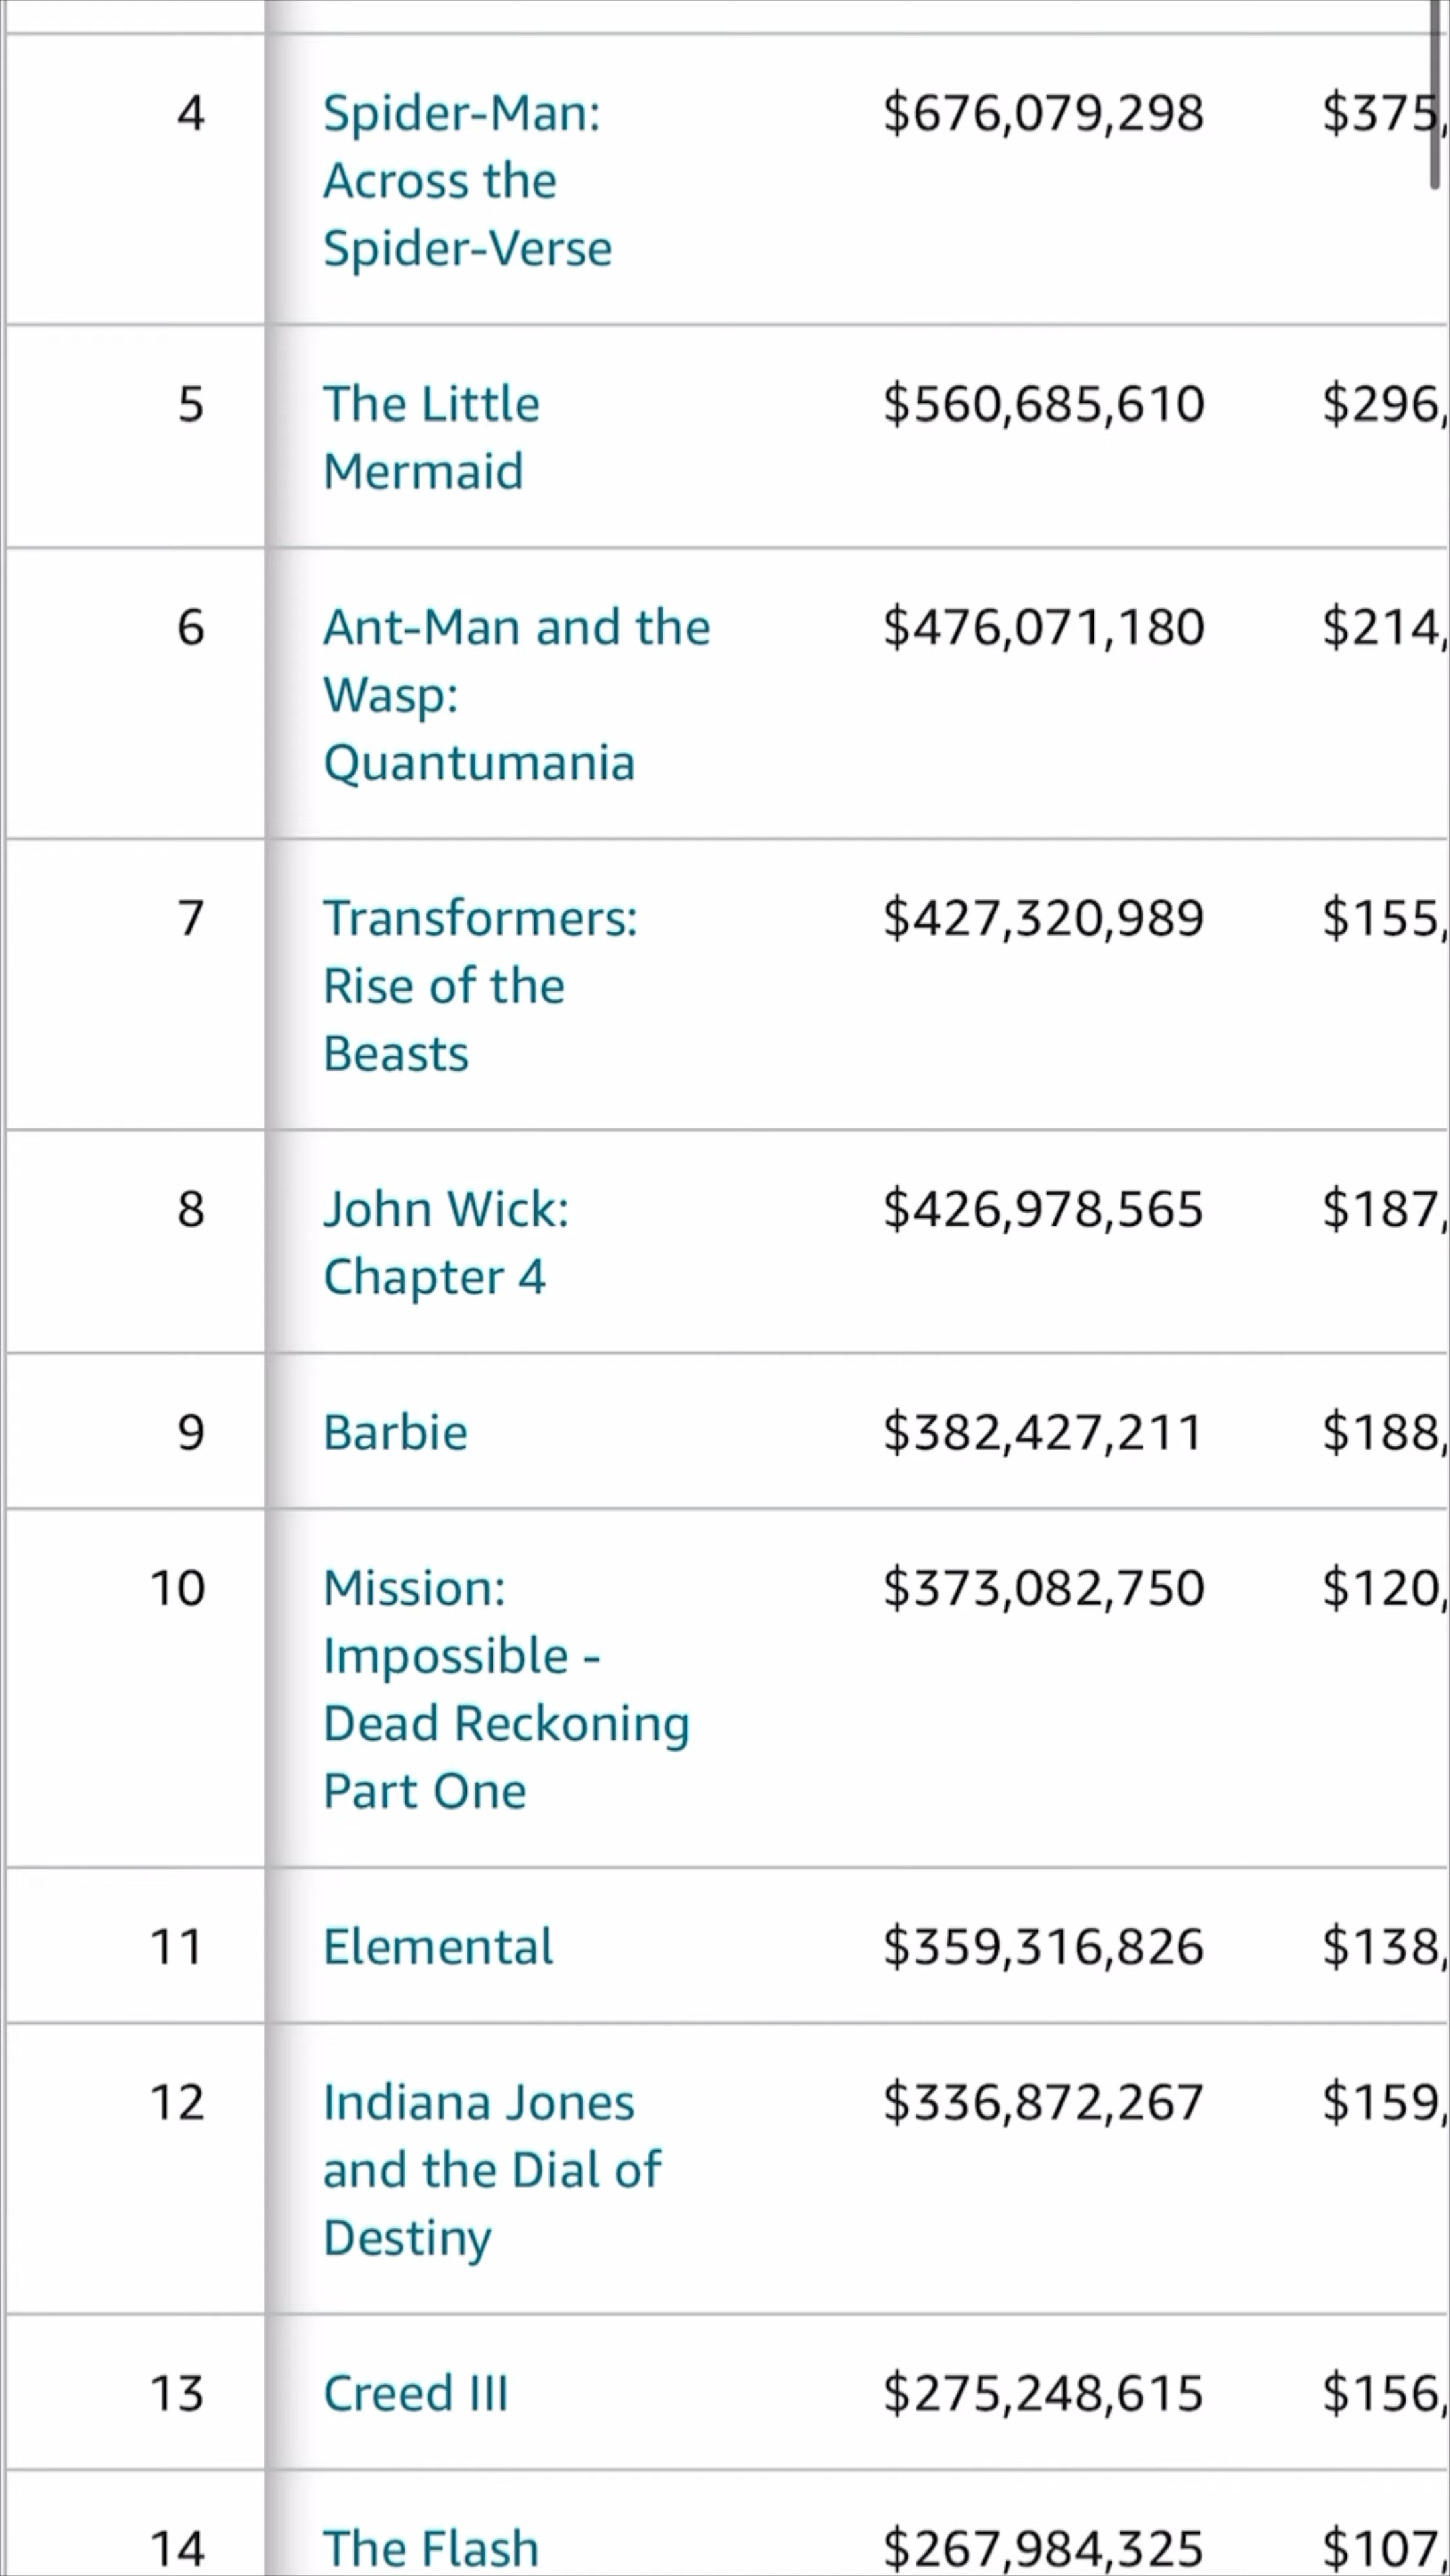 4 Spider-Man: $676,079,298 $375,
Across the
Spider-Verse
5 The Little $560,685,610 $296,
Mermaid
6 Ant-Man and the $476,071,180 $214,
Wasp:
Quantumania
7 Transformers: $427,320,989 $155,
Rise of the
Beasts
8 John Wick: $426,978,565 $187,
Chapter 4
9 Barbie $382,427,211 $188,
10 Mission: $373,082,750 $120,
Impossible -
Dead Reckoning
Part One
11 Elemental $359,316,826 $138,
12 Indiana Jones $336,872,267 $159,
and the Dial of
Destiny
13 Creed III $275,248,615 $156,
14 The Flash $267,984,325 $107,